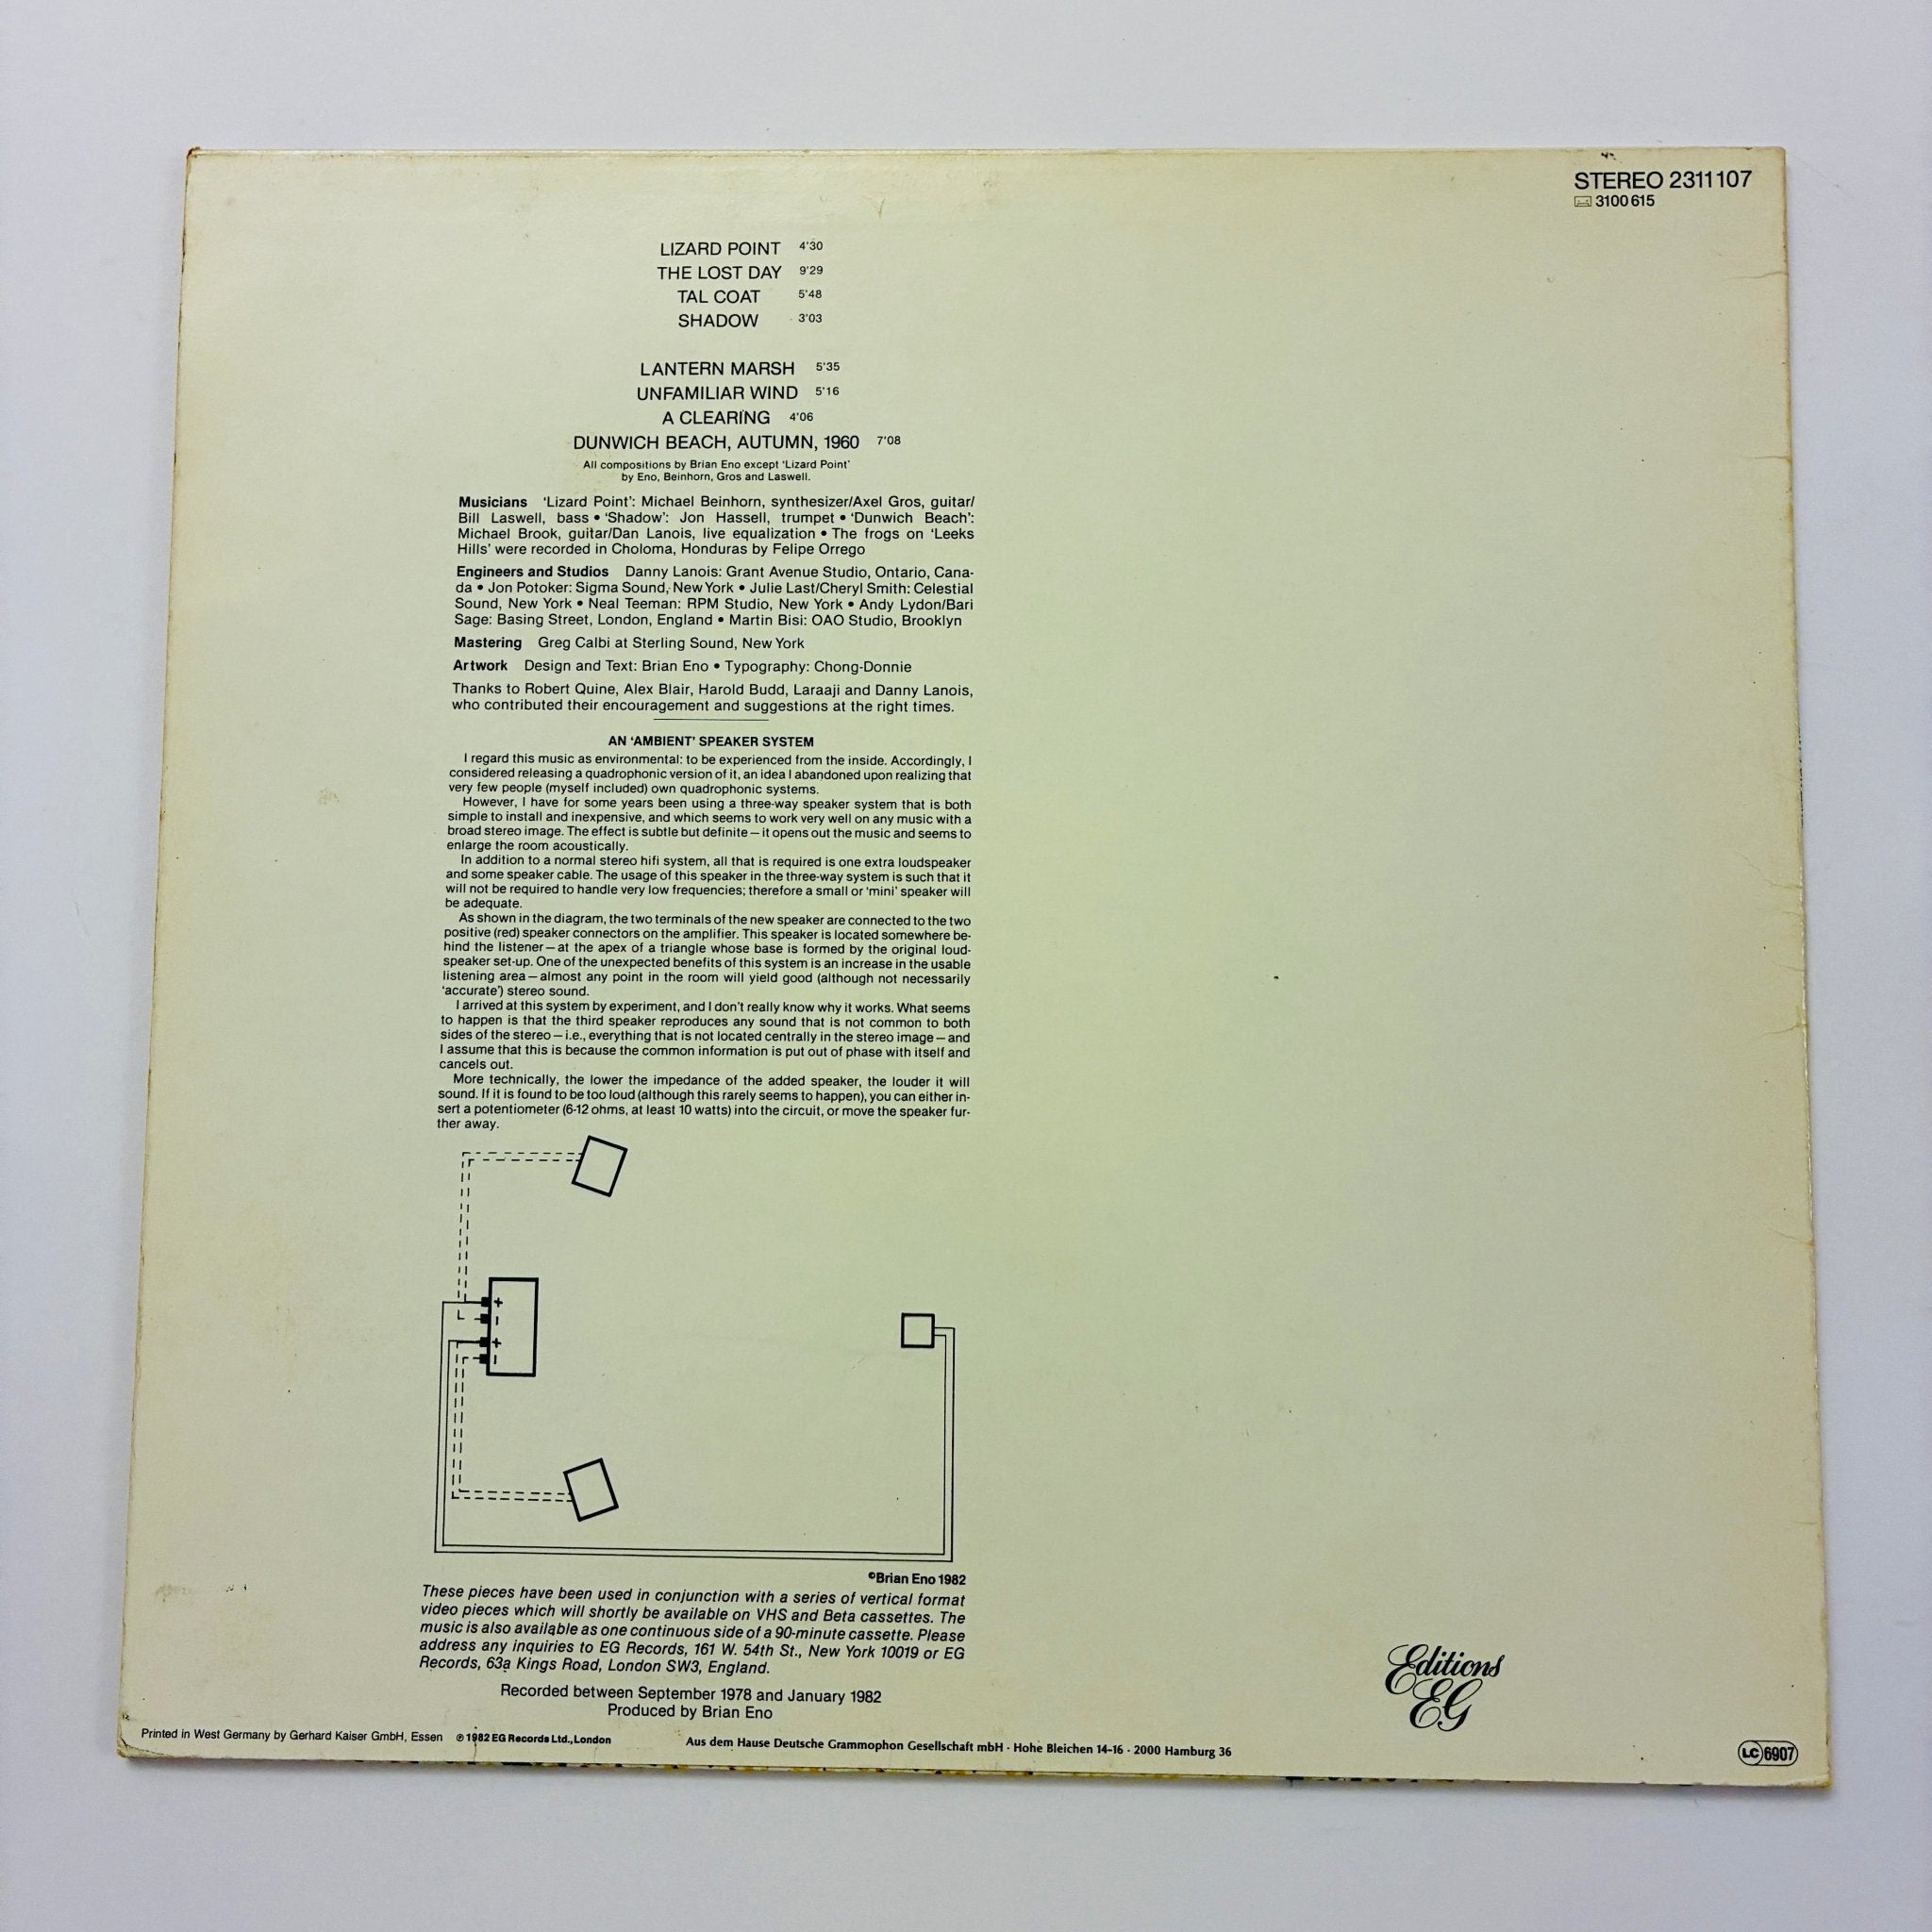 STEREO 2311107
3100 615
LIZARD POINT 4'30
THE LOST DAY 9'29
TAL COAT 5'48
SHADOW 3'03
LANTERN MARSH 5'35
UNFAMILIAR WIND 5'16
A CLEARING 4'06
DUNWICH BEACH, AUTUMN, 1960 7'08
All compositions by Brian Eno except ‘Lizard Point’
by Eno, Beinhorn, Gros and Laswell.
Musicians ‘Lizard Point’: Michael Beinhorn, synthesizer/Axel Gros, guitar/
Bill Laswell, bass • ‘Shadow’: Jon Hassell, trumpet • ‘Dunwich Beach’:
Michael Brook, guitar/Dan Lanois, live equalization • The frogs on ‘Leeks
Hills’ were recorded in Choloma, Honduras by Felipe Orrego
Engineers and Studios Danny Lanois: Grant Avenue Studio, Ontario, Cana-
da • Jon Potoker: Sigma Sound, New York • Julie Last/Cheryl Smith: Celestial
Sound, New York • Neal Teeman: RPM Studio, New York • Andy Lydon/Bari
Sage: Basing Street, London, England • Martin Bisi: OAO Studio, Brooklyn
Mastering Greg Calbi at Sterling Sound, New York
Artwork Design and Text: Brian Eno • Typography: Chong-Donnie
Thanks to Robert Quine, Alex Blair, Harold Budd, Laraaji and Danny Lanois,
who contributed their encouragement and suggestions at the right times.
AN ‘AMBIENT’ SPEAKER SYSTEM
I regard this music as environmental: to be experienced from the inside. Accordingly, I
considered releasing a quadrophonic version of it, an idea I abandoned upon realizing that
very few people (myself included) own quadrophonic systems.
However, I have for some years been using a three-way speaker system that is both
simple to install and inexpensive, and which seems to work very well on any music with a
broad stereo image. The effect is subtle but definite — it opens out the music and seems to
enlarge the room acoustically.
In addition to a normal stereo hifi system, all that is required is one extra loudspeaker
and some speaker cable. The usage of this speaker in the three-way system is such that it
will not be required to handle very low frequencies; therefore a small or ‘mini’ speaker will
be adequate.
As shown in the diagram, the two terminals of the new speaker are connected to the two
positive (red) speaker connectors on the amplifier. This speaker is located somewhere be-
hind the listener — at the apex of a triangle whose base is formed by the original loud-
speaker set-up. One of the unexpected benefits of this system is an increase in the usable
listening area — almost any point in the room will yield good (although not necessarily
‘accurate’) stereo sound.
I arrived at this system by experiment, and I don't really know why it works. What seems
to happen is that the third speaker reproduces any sound that is not common to both
sides of the stereo — i.e., everything that is not located centrally in the stereo image — and
I assume that this is because the common information is put out of phase with itself and
cancels out.
More technically, the lower the impedance of the added speaker, the louder it will
sound. If it is found to be too loud (although this rarely seems to happen), you can either in-
sert a potentiometer (6-12 ohms, at least 10 watts) into the circuit, or move the speaker fur-
ther away.
+
–
+
–
©Brian Eno 1982
These pieces have been used in conjunction with a series of vertical format
video pieces which will shortly be available on VHS and Beta cassettes. The
music is also available as one continuous side of a 90-minute cassette. Please
address any inquiries to EG Records, 161 W. 54th St., New York 10019 or EG
Records, 63a Kings Road, London SW3, England.
Recorded between September 1978 and January 1982
Produced by Brian Eno
Editions
EG
Printed in West Germany by Gerhard Kaiser GmbH, Essen ℗ 1982 EG Records Ltd., London
Aus dem Hause Deutsche Grammophon Gesellschaft mbH · Hohe Bleichen 14-16 · 2000 Hamburg 36
LC 6907